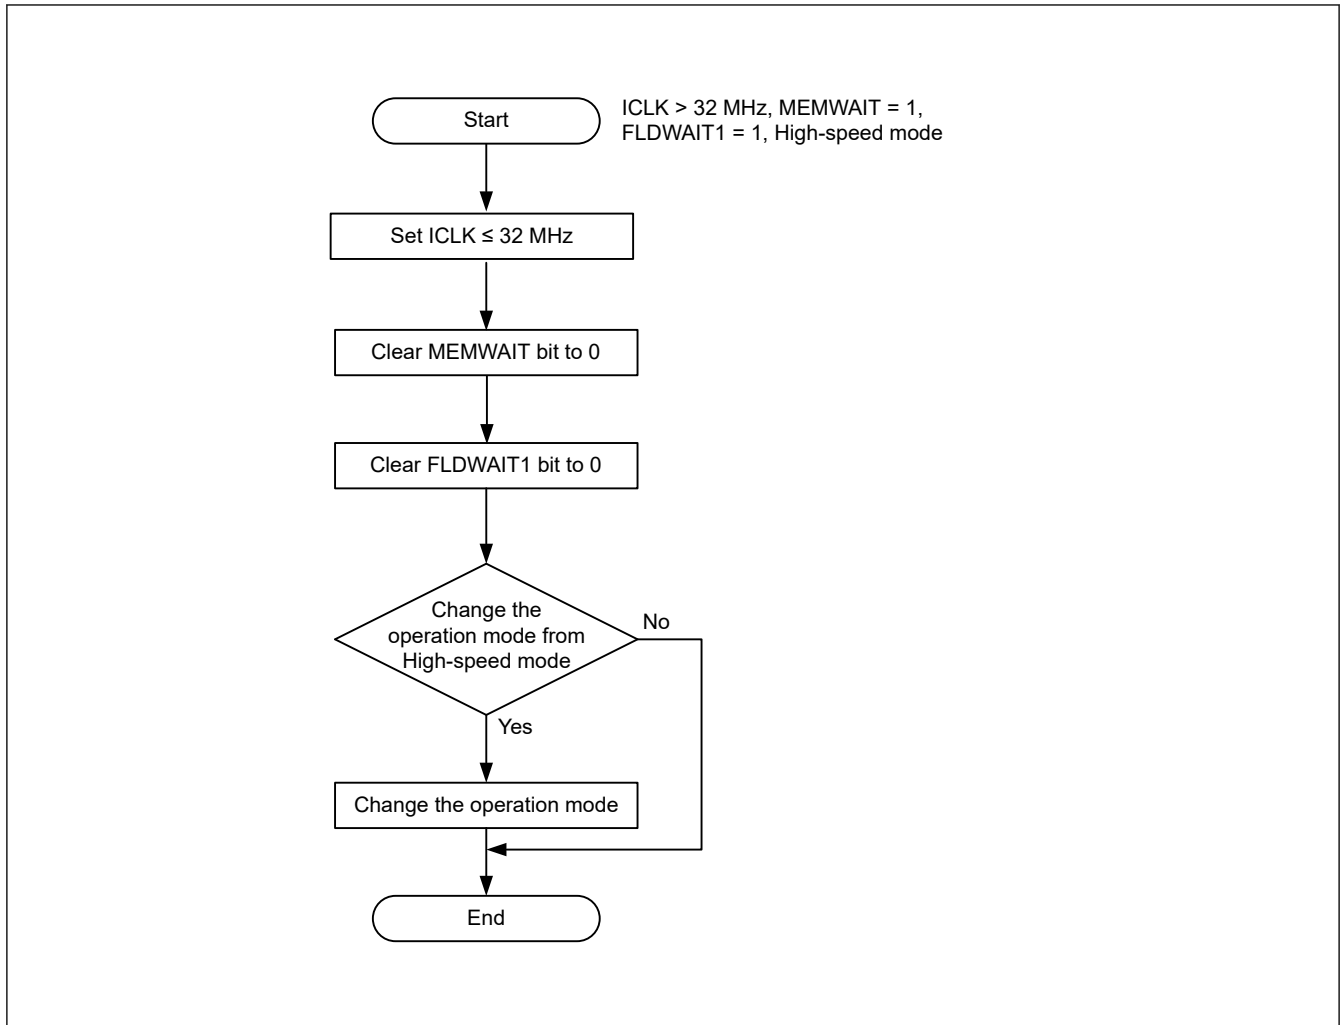 Start
ICLK > 32 MHz, MEMWAIT = 1,
FLDWAIT1 = 1, High-speed mode
Set ICLK ≤ 32 MHz
Clear MEMWAIT bit to 0
Clear FLDWAIT1 bit to 0
Change the
operation mode from
High-speed mode
No
Yes
Change the operation mode
End